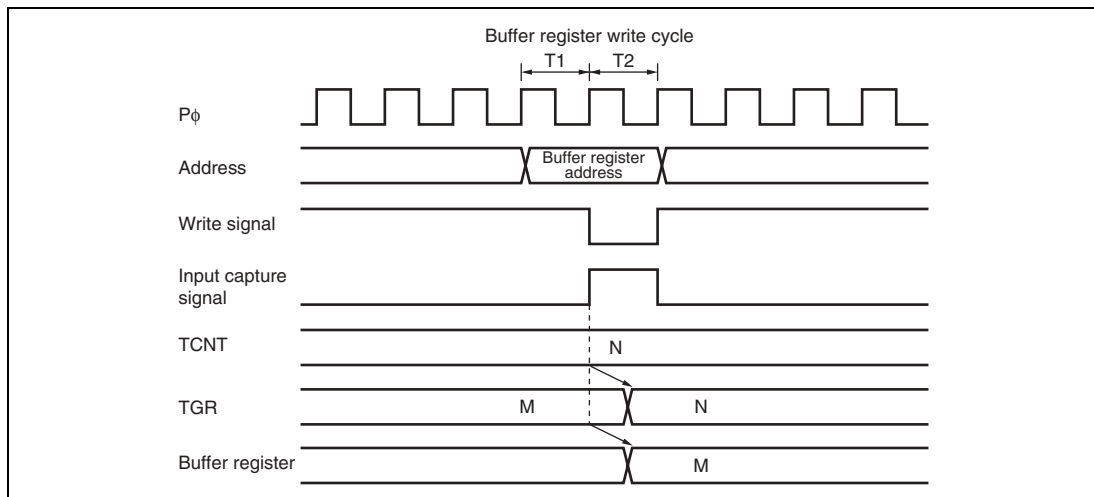 Buffer register write cycle
T1 T2
Pϕ
Address
Buffer register
address
Write signal
Input capture
signal
TCNT
N
TGR
M N
Buffer register
M